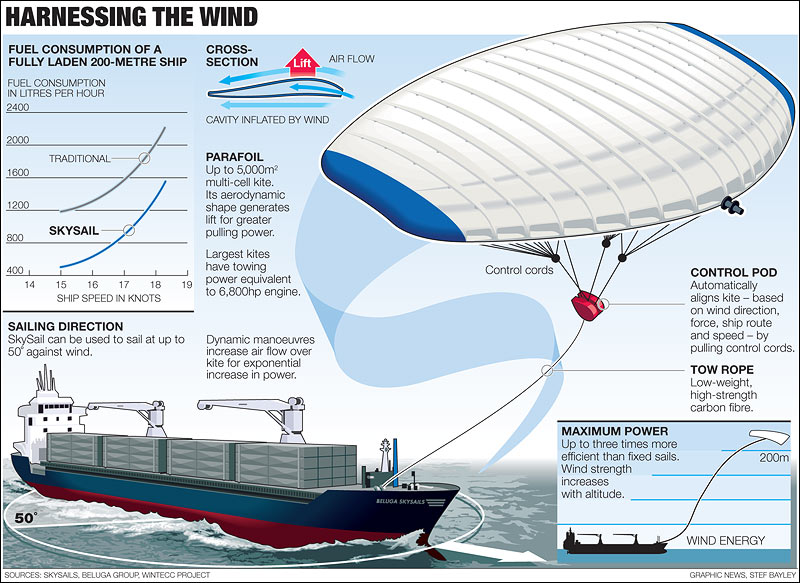 HARNESSING THE WIND
FUEL CONSUMPTION OF A
FULLY LADEN 200-METRE SHIP
FUEL CONSUMPTION
IN LITRES PER HOUR
2400
2000
TRADITIONAL
1600
1200
SKYSAIL
800
400
14 15 16 17 18 19
SHIP SPEED IN KNOTS
CROSS-
SECTION
Lift
AIR FLOW
CAVITY INFLATED BY WIND
PARAFOIL
Up to 5,000m²
multi-cell kite.
Its aerodynamic
shape generates
lift for greater
pulling power.
Largest kites
have towing
power equivalent
to 6,800hp engine.
Dynamic manoeuvres
increase air flow over
kite for exponential
increase in power.
Control cords
CONTROL POD
Automatically
aligns kite – based
on wind direction,
force, ship route
and speed – by
pulling control cords.
TOW ROPE
Low-weight,
high-strength
carbon fibre.
SAILING DIRECTION
SkySail can be used to sail at up to
50° against wind.
BELUGA SKYSAILS
50°
MAXIMUM POWER
Up to three times more
efficient than fixed sails.
Wind strength
increases
with altitude.
200m
WIND ENERGY
SOURCES: SKYSAILS, BELUGA GROUP, WINTECC PROJECT
GRAPHIC NEWS, STEF BAYLEY